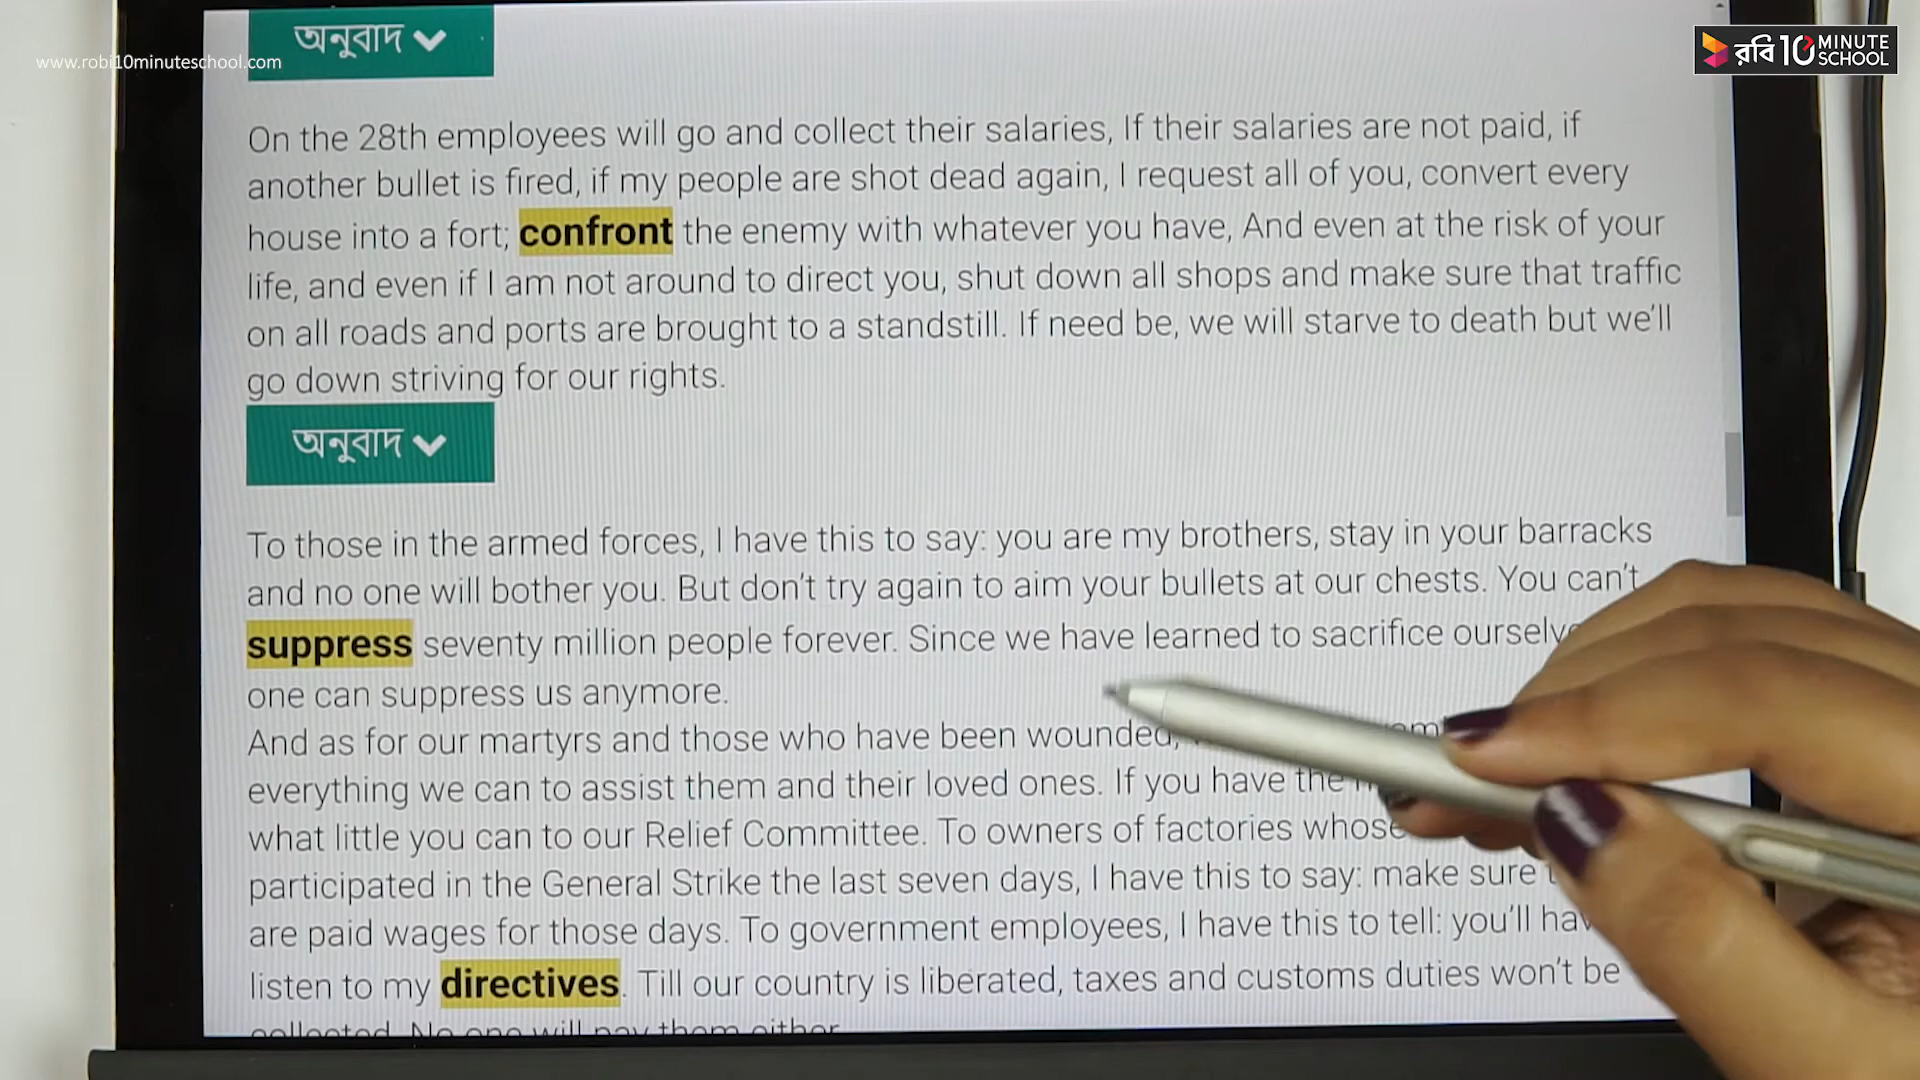 অনুবাদ
www.robi10minuteschool.com
রবি 10 MINUTE SCHOOL
On the 28th employees will go and collect their salaries, If their salaries are not paid, if
another bullet is fired, if my people are shot dead again, I request all of you, convert every
house into a fort; confront the enemy with whatever you have, And even at the risk of your
life, and even if I am not around to direct you, shut down all shops and make sure that traffic
on all roads and ports are brought to a standstill. If need be, we will starve to death but we'll
go down striving for our rights.
অনুবাদ
To those in the armed forces, I have this to say: you are my brothers, stay in your barracks
and no one will bother you. But don't try again to aim your bullets at our chests. You can't
suppress seventy million people forever. Since we have learned to sacrifice
one can suppress us anymore.
And as for our martyrs and those who have been wounded,
everything we can to assist them and their loved ones. If you have the
what little you can to our Relief Committee. To owners of factories whose
participated in the General Strike the last seven days, I have this to say: make sure
are paid wages for those days. To government employees, I have this to tell: you'll
listen to my directives. Till our country is liberated, taxes and customs duties won't be
collected. No one will pay them either